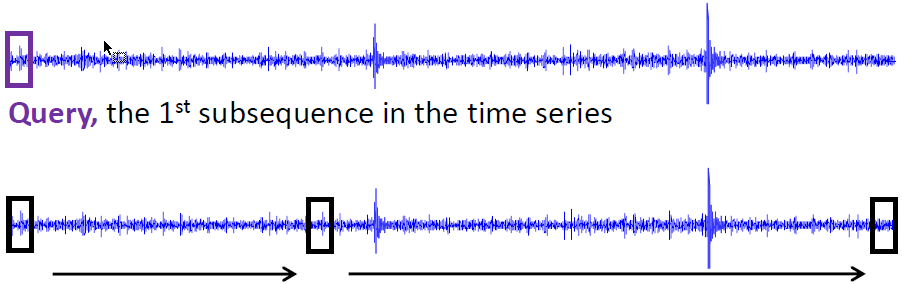 Query, the 1st subsequence in the time series